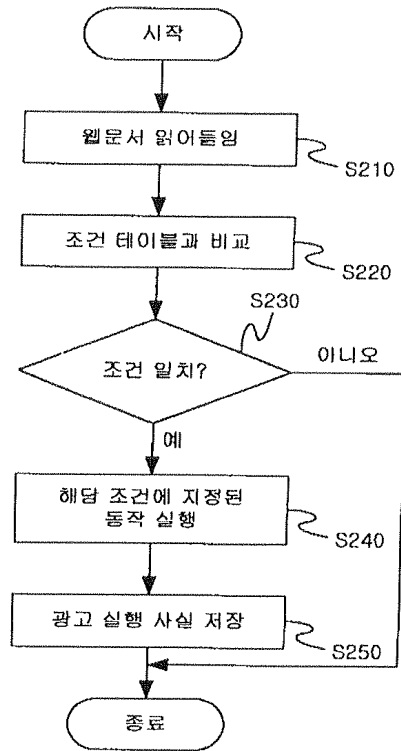 시작
웹문서 읽어들임
S210
조건 테이블과 비교
S220
S230
조건 일치?
아니오
예
해당 조건에 지정된
동작 실행
S240
광고 실행 사실 저장
S250
종료